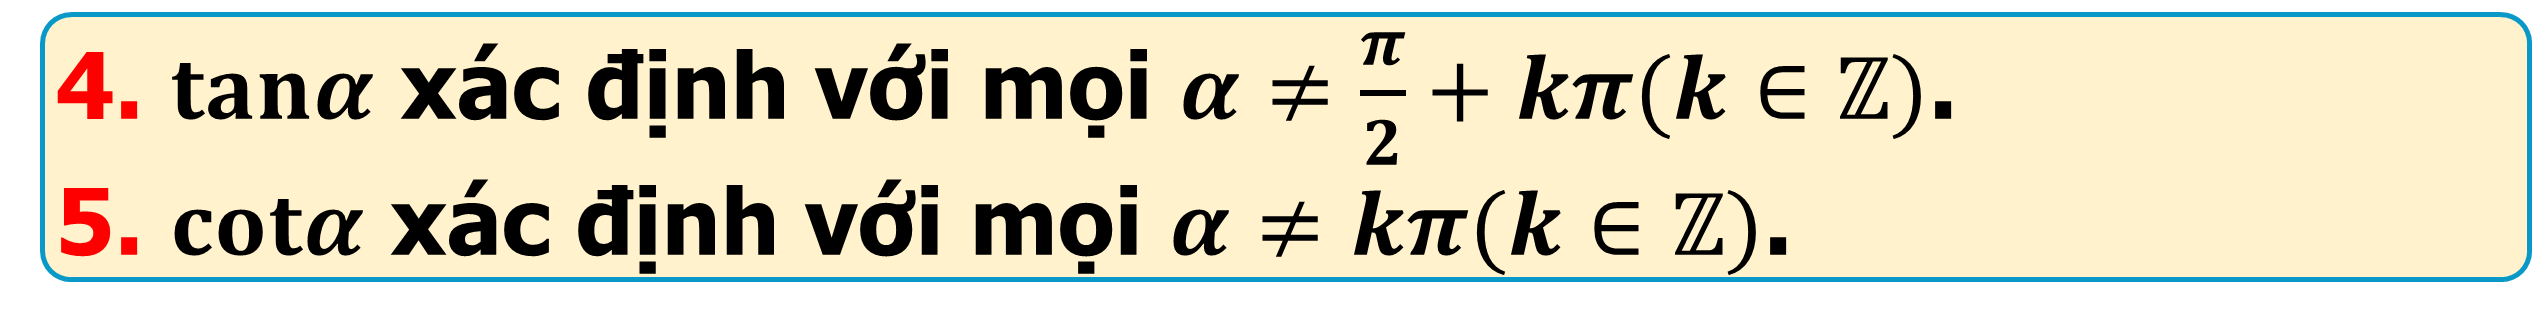 4. tanα xác định với mọi α ≠ π/2 + kπ(k ∈ ℤ).
5. cotα xác định với mọi α ≠ kπ(k ∈ ℤ).